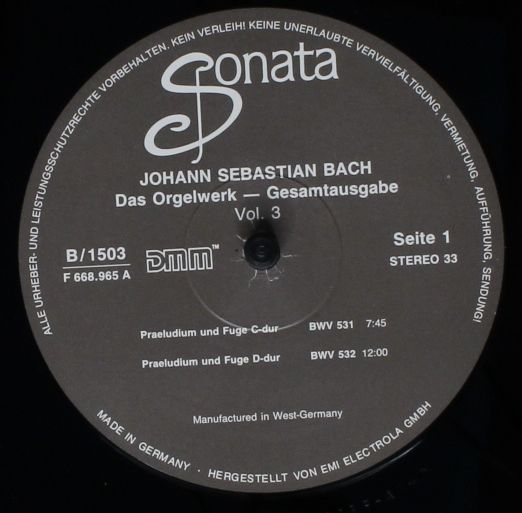 ALLE URHEBER- UND LEISTUNGSSCHUTZRECHTE VORBEHALTEN. KEIN VERLEIH! KEINE UNERLAUBTE VERVIELFÄLTIGUNG, VERMIETUNG, AUFFÜHRUNG, SENDUNG!
Sonata
JOHANN SEBASTIAN BACH
Das Orgelwerk — Gesamtausgabe
Vol. 3
B/1503
F 668.965 A
DMM™
Seite 1
STEREO 33
Praeludium und Fuge C-dur BWV 531 7:45
Praeludium und Fuge D-dur BWV 532 12:00
Manufactured in West-Germany
MADE IN GERMANY · HERGESTELLT VON EMI ELECTROLA GMBH